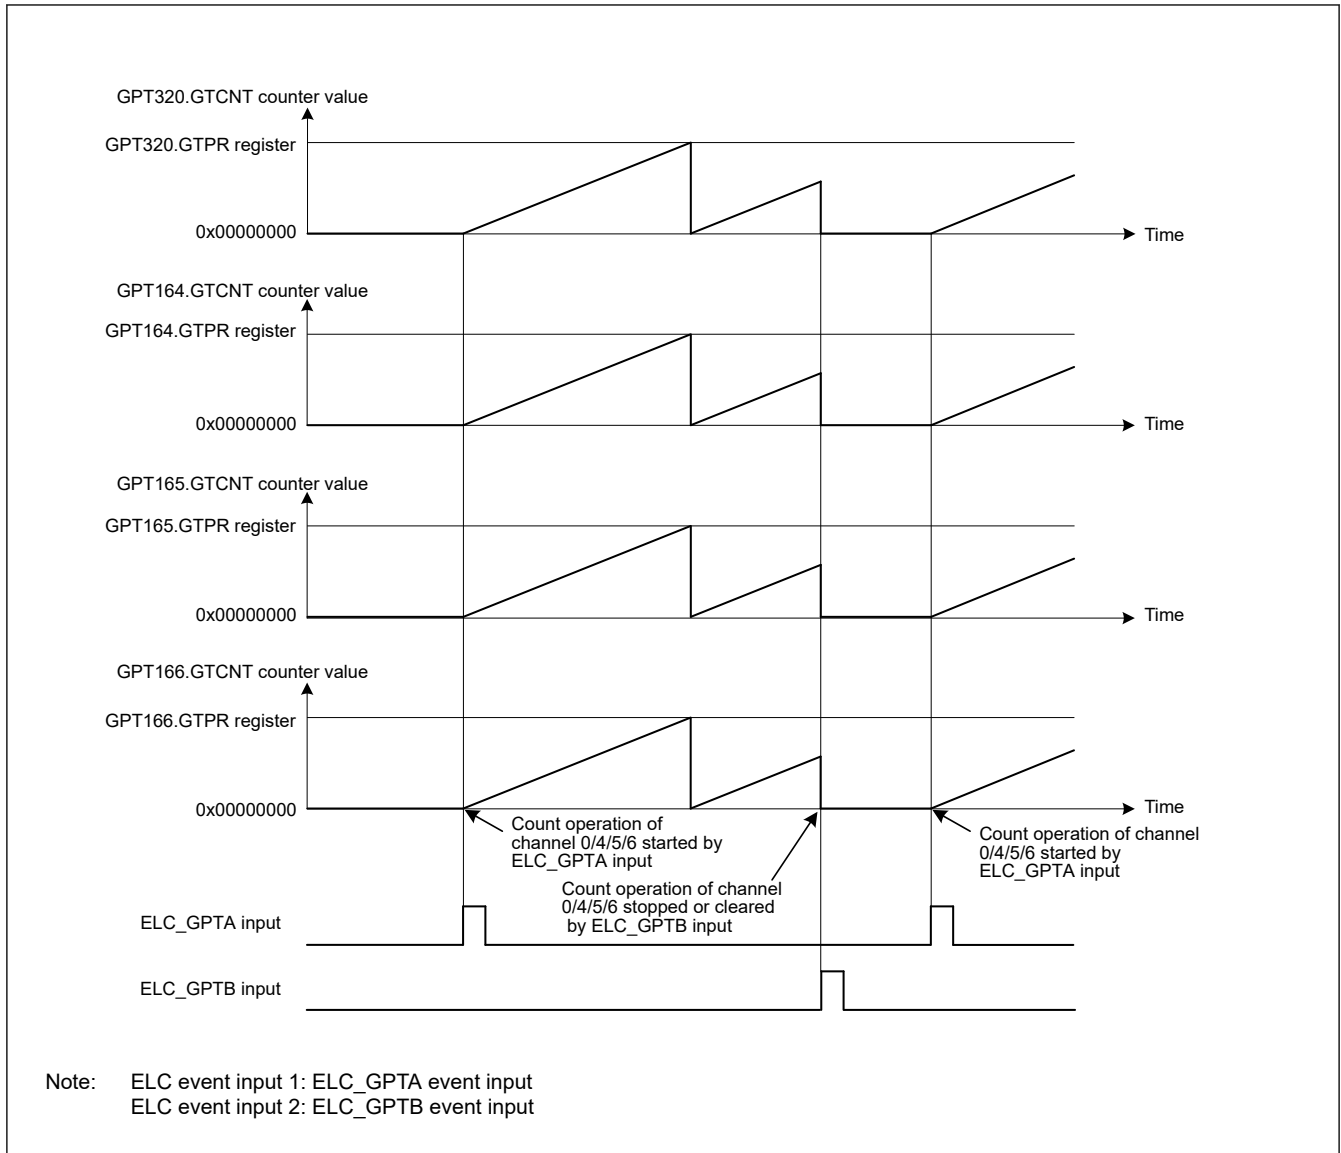 GPT320.GTCNT counter value
GPT320.GTPR register
0x00000000
Time
GPT164.GTCNT counter value
GPT164.GTPR register
0x00000000
Time
GPT165.GTCNT counter value
GPT165.GTPR register
0x00000000
Time
GPT166.GTCNT counter value
GPT166.GTPR register
0x00000000
Time
Count operation of
channel 0/4/5/6 started by
ELC_GPTA input
Count operation of channel
0/4/5/6 stopped or cleared
by ELC_GPTB input
Count operation of channel
0/4/5/6 started by
ELC_GPTA input
ELC_GPTA input
ELC_GPTB input
Note: ELC event input 1: ELC_GPTA event input
ELC event input 2: ELC_GPTB event input